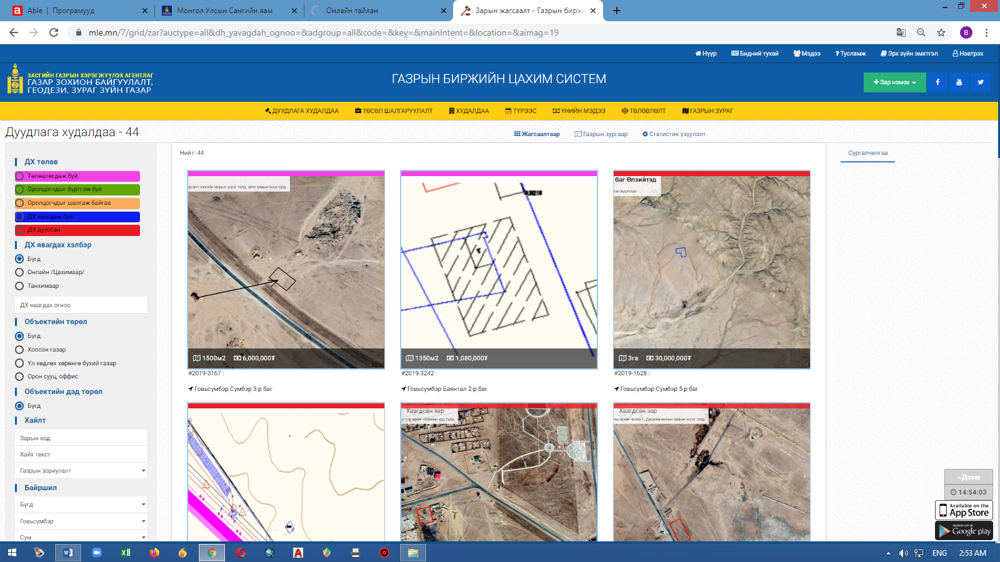 Able | Програмууд
Монгол Улсын Сангийн яам
Онлайн тайлан
Зарын жагсаалт - Газрын бирж
mle.mn/7/grid/zar?auctype=all&dh_yavagdah_ognoo=&adgroup=all&code=&key=&mainIntent=&location=&aimag=19
B
Нүүр
Бидний тухай
Мэдээ
Тусламж
Эрх зүйн эмхтгэл
Нэвтрэх
ЗАСГИЙН ГАЗРЫН ХЭРЭГЖҮҮЛЭХ АГЕНТЛАГ
ГАЗАР ЗОХИОН БАЙГУУЛАЛТ,
ГЕОДЕЗИ, ЗУРАГ ЗҮЙН ГАЗАР
ГАЗРЫН БИРЖИЙН ЦАХИМ СИСТЕМ
Зар нэмэх
ДУУДЛАГА ХУДАЛДАА
ТӨСӨЛ ШАЛГАРУУЛАЛТ
ХУДАЛДАА
ТҮРЭЭС
ҮНИЙН МЭДЭЭ
ТӨЛӨВЛӨЛТ
ГАЗРЫН ЗУРАГ
Дуудлага худалдаа - 44
Жагсаалтаар
Газрын зургаар
Статистик үзүүлэлт
ДХ төлөв
Төлөвлөгдөж буй
Оролцогчдыг бүртгэж буй
Оролцогчдыг шалгаж байгаа
ДХ явагдаж буй
ДХ дууссан
ДХ явагдах хэлбэр
Бүгд
Онлайн /Цахимаар/
Танхимаар
ДХ явагдах огноо
Объектийн төрөл
Бүгд
Хоосон газар
Үл хөдлөх хөрөнгө бүхий газар
Орон сууц, оффис
Объектийн дэд төрөл
Бүгд
Хайлт
Зарын код
Хайх текст
Газрын зориулалт
Байршил
Бүгд
Говьсүмбэр
Сум
Нийт: 44
1500м2 6,000,000₮
#2019-3167 :
Говьсүмбэр Сүмбэр 3-р баг
1350м2 1,080,000₮
#2019-3242 :
Говьсүмбэр Баянтал 2-р баг
баг Өлзийтэд
3га 30,000,000₮
#2019-1628 :
Говьсүмбэр Сүмбэр 5-р баг
Хаагдсан зар
Хаагдсан зар
Сурталчилгаа
Дээш
14:54:03
Available on the
App Store
ANDROID APP ON
Google play
ENG
2:53 AM